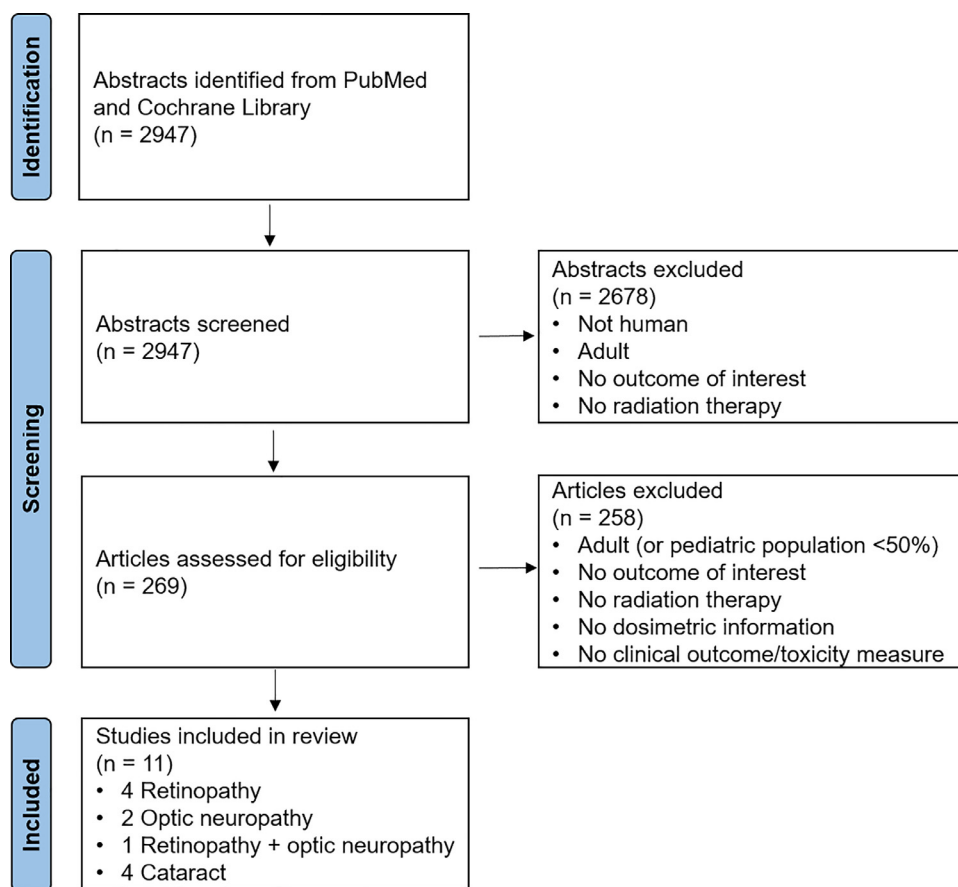 Identification
Abstracts identified from PubMed
and Cochrane Library
(n = 2947)
Screening
Abstracts screened
(n = 2947)
Abstracts excluded
(n = 2678)
• Not human
• Adult
• No outcome of interest
• No radiation therapy
Articles assessed for eligibility
(n = 269)
Articles excluded
(n = 258)
• Adult (or pediatric population <50%)
• No outcome of interest
• No radiation therapy
• No dosimetric information
• No clinical outcome/toxicity measure
Included
Studies included in review
(n = 11)
• 4 Retinopathy
• 2 Optic neuropathy
• 1 Retinopathy + optic neuropathy
• 4 Cataract